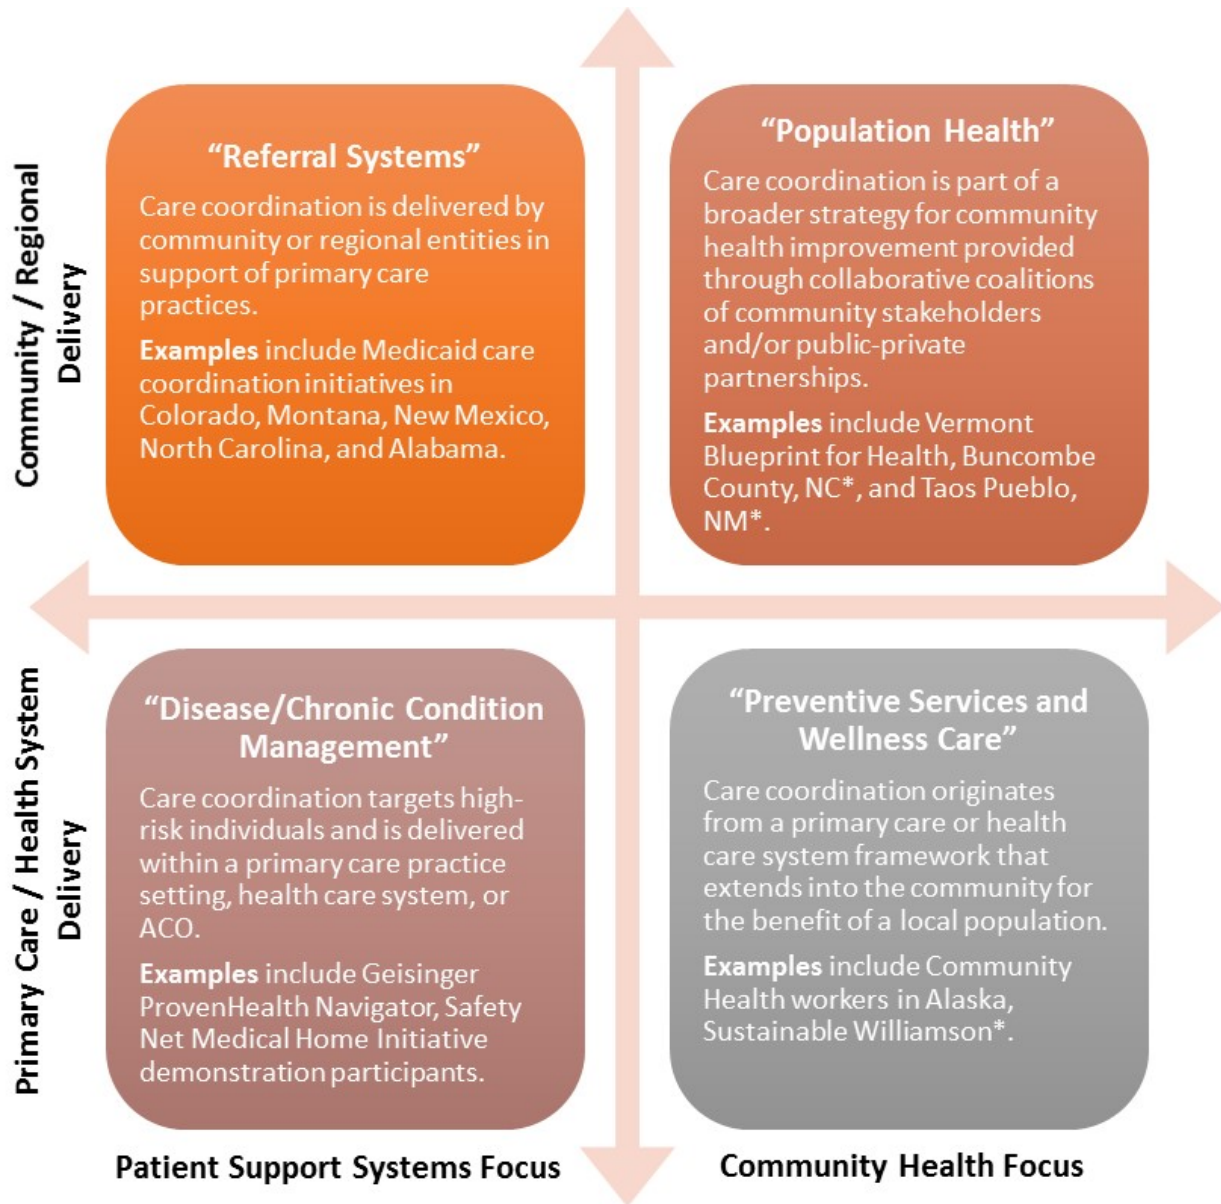 Community / Regional
Delivery
“Referral Systems”
Care coordination is delivered by
community or regional entities in
support of primary care
practices.
Examples include Medicaid care
coordination initiatives in
Colorado, Montana, New Mexico,
North Carolina, and Alabama.
“Population Health”
Care coordination is part of a
broader strategy for community
health improvement provided
through collaborative coalitions
of community stakeholders
and/or public-private
partnerships.
Examples include Vermont
Blueprint for Health, Buncombe
County, NC*, and Taos Pueblo,
NM*.
Primary Care / Health System
Delivery
“Disease/Chronic Condition
Management”
Care coordination targets high-
risk individuals and is delivered
within a primary care practice
setting, health care system, or
ACO.
Examples include Geisinger
ProvenHealth Navigator, Safety
Net Medical Home Initiative
demonstration participants.
“Preventive Services and
Wellness Care”
Care coordination originates
from a primary care or health
care system framework that
extends into the community for
the benefit of a local population.
Examples include Community
Health workers in Alaska,
Sustainable Williamson*.
Patient Support Systems Focus
Community Health Focus